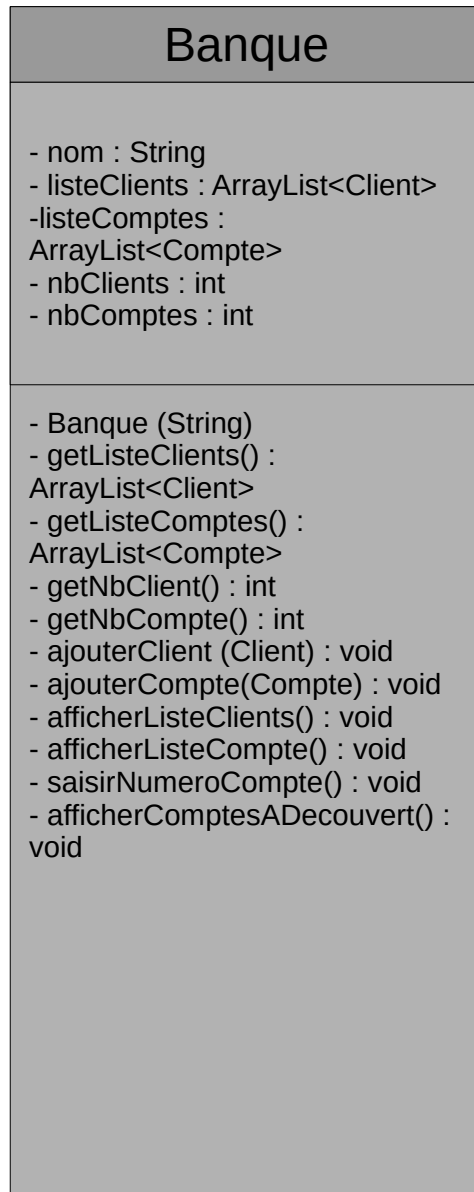 Banque
- nom : String
- listeClients : ArrayList<Client>
-listeComptes :
ArrayList<Compte>
- nbClients : int
- nbComptes : int
- Banque (String)
- getListeClients() :
ArrayList<Client>
- getListeComptes() :
ArrayList<Compte>
- getNbClient() : int
- getNbCompte() : int
- ajouterClient (Client) : void
- ajouterCompte(Compte) : void
- afficherListeClients() : void
- afficherListeCompte() : void
- saisirNumeroCompte() : void
- afficherComptesADecouvert() :
void